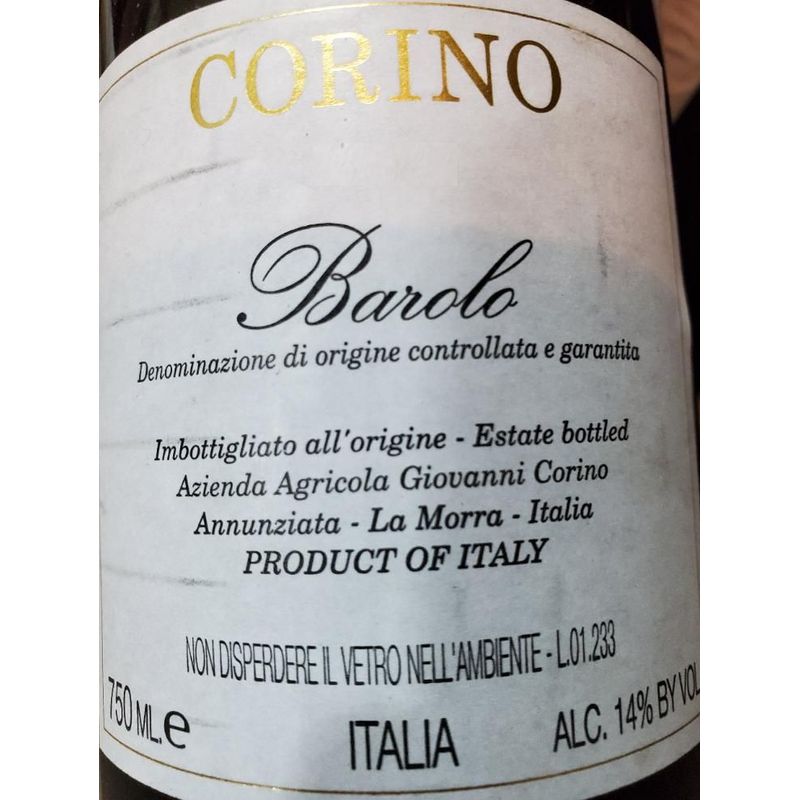 CORINO
Barolo
Denominazione di origine controllata e garantita
Imbottigliato all'origine - Estate bottled
Azienda Agricola Giovanni Corino
Annunziata - La Morra - Italia
PRODUCT OF ITALY
NON DISPERDERE IL VETRO NELL'AMBIENTE - L.01.233
750 ML. e ITALIA ALC. 14% BY VOL